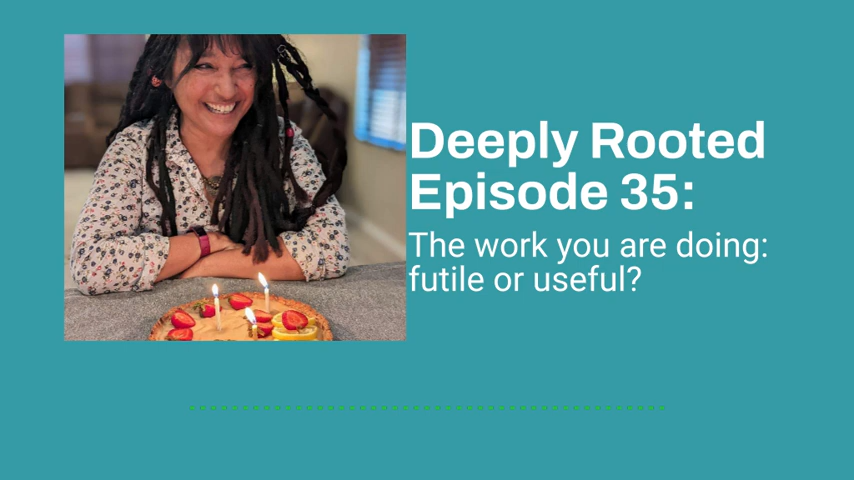 Deeply Rooted
Episode 35:
The work you are doing:
futile or useful?